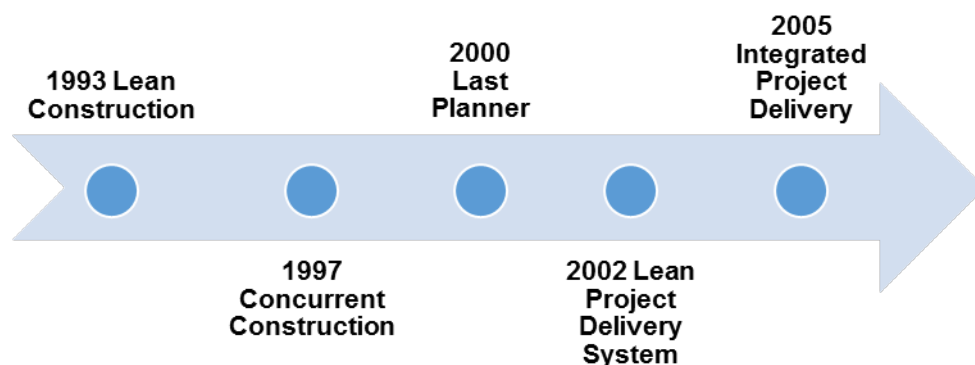 1993 Lean
Construction
1997
Concurrent
Construction
2000
Last
Planner
2002 Lean
Project
Delivery
System
2005
Integrated
Project
Delivery